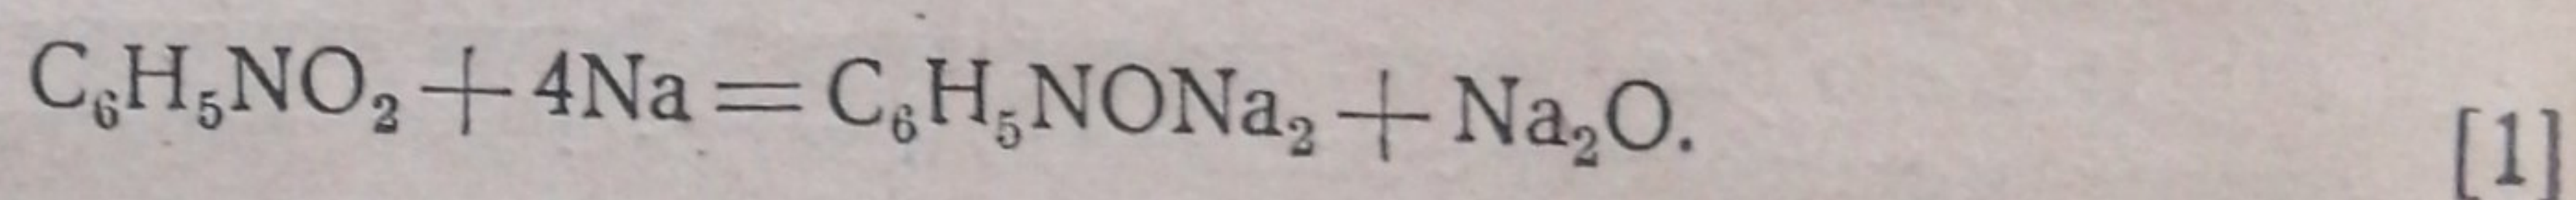 C₆H₅NO₂ + 4Na = C₆H₅NONa₂ + Na₂O. [1]